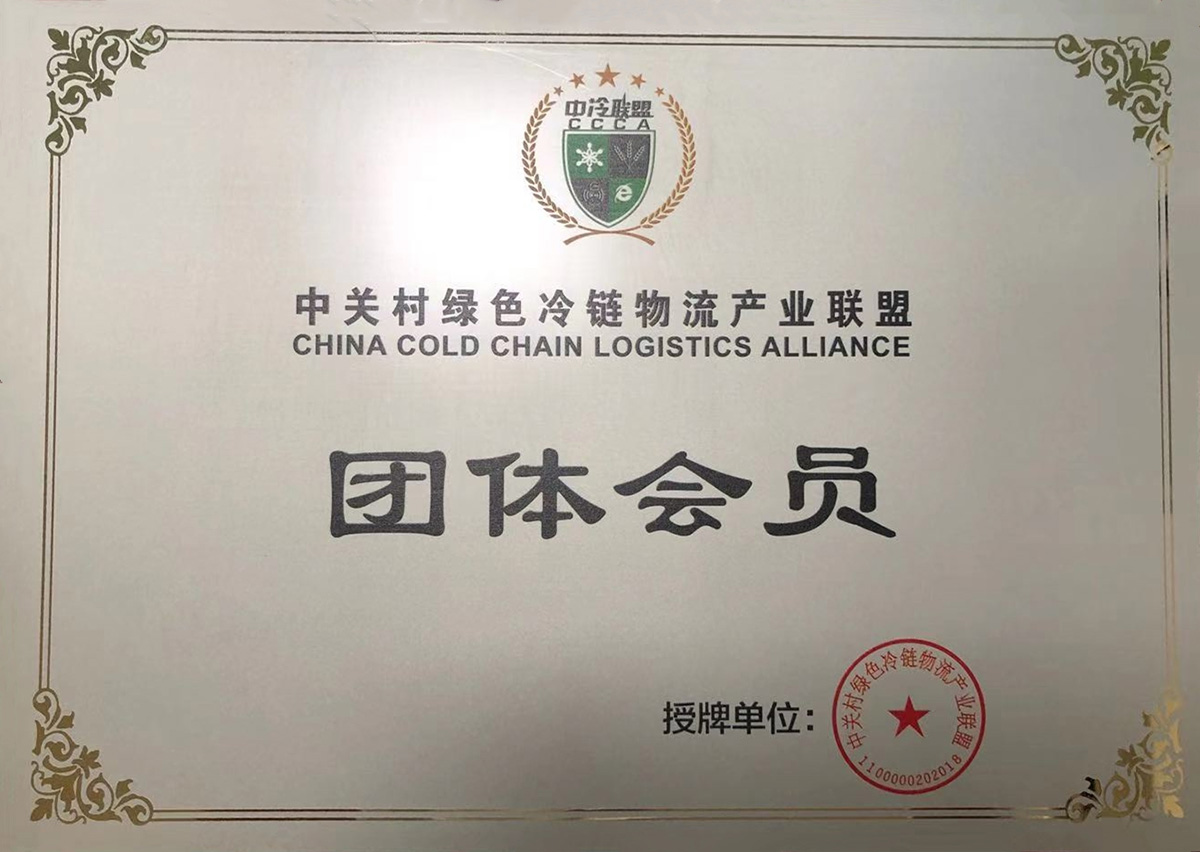 中冷联盟
CCCA
中关村绿色冷链物流产业联盟
CHINA COLD CHAIN LOGISTICS ALLIANCE
团体会员
授牌单位：
中关村绿色冷链物流产业联盟
1100000202018